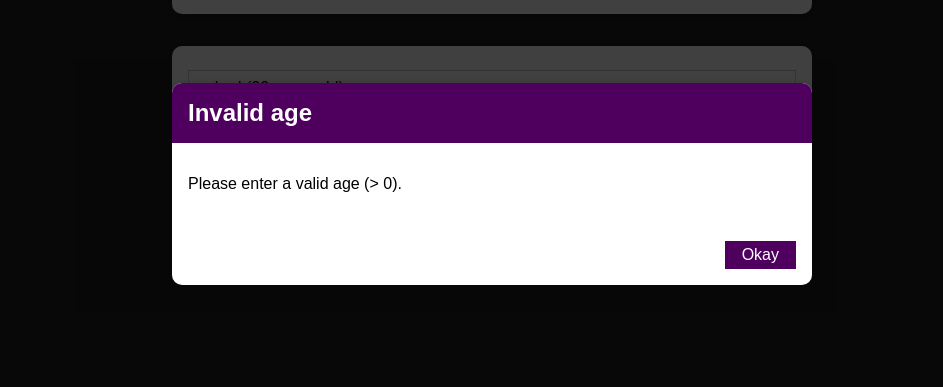 Invalid age
Please enter a valid age (> 0).
Okay